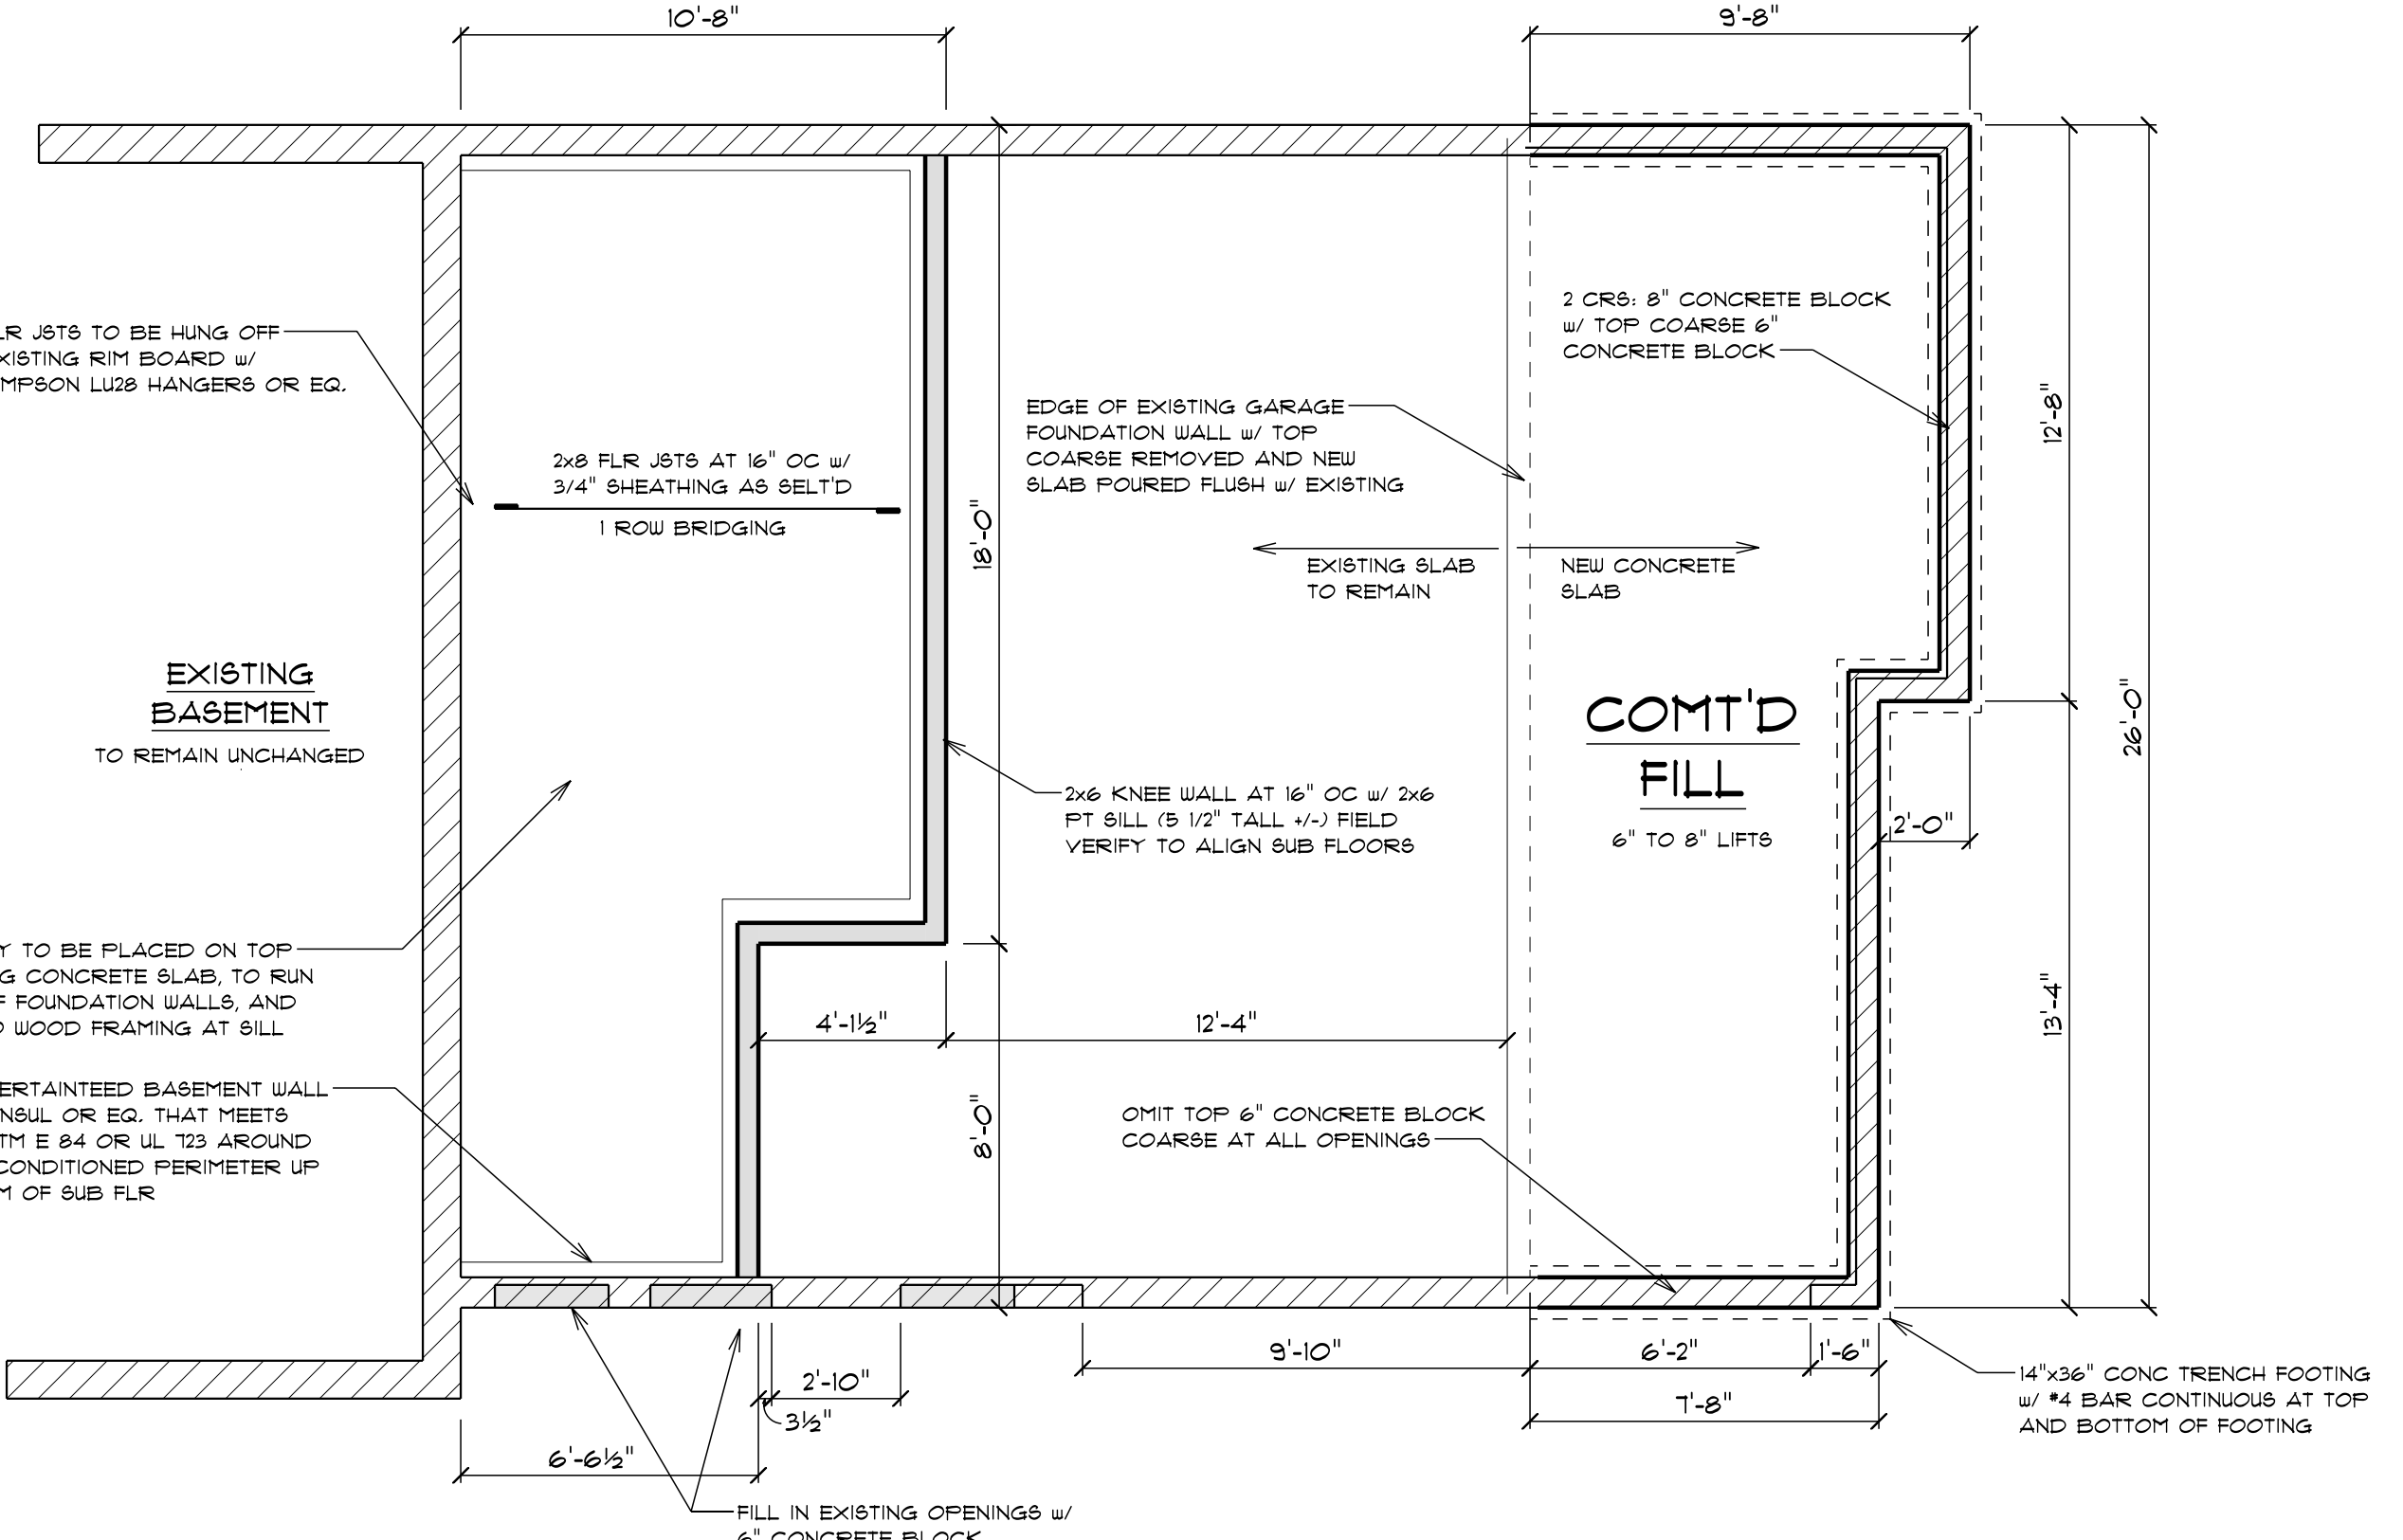 10'-8"
9'-8"
2 CRS: 8" CONCRETE BLOCK
w/ TOP COARSE 6"
CONCRETE BLOCK
LR JSTS TO BE HUNG OFF
XISTING RIM BOARD w/
MPSON LU28 HANGERS OR EQ.
12'-8"
EDGE OF EXISTING GARAGE
FOUNDATION WALL w/ TOP
COARSE REMOVED AND NEW
SLAB POURED FLUSH w/ EXISTING
2x8 FLR JSTS AT 16" OC w/
3/4" SHEATHING AS SELT'D
1 ROW BRIDGING
18'-0"
EXISTING SLAB
TO REMAIN
NEW CONCRETE
SLAB
EXISTING
BASEMENT
TO REMAIN UNCHANGED
COMT'D
FILL
6" TO 8" LIFTS
26'-0"
2x6 KNEE WALL AT 16" OC w/ 2x6
PT SILL (5 1/2" TALL +/-) FIELD
VERIFY TO ALIGN SUB FLOORS
2'-0"
Y TO BE PLACED ON TOP
G CONCRETE SLAB, TO RUN
F FOUNDATION WALLS, AND
D WOOD FRAMING AT SILL
13'-4"
4'-1½"
12'-4"
ERTAINTEED BASEMENT WALL
NSUL OR EQ. THAT MEETS
TM E 84 OR UL 723 AROUND
CONDITIONED PERIMETER UP
M OF SUB FLR
8'-0"
OMIT TOP 6" CONCRETE BLOCK
COARSE AT ALL OPENINGS
9'-10"
6'-2"
1'-6"
2'-10"
3½"
7'-8"
14"x36" CONC TRENCH FOOTING
w/ #4 BAR CONTINUOUS AT TOP
AND BOTTOM OF FOOTING
6'-6½"
FILL IN EXISTING OPENINGS w/
6" CONCRETE BLOCK